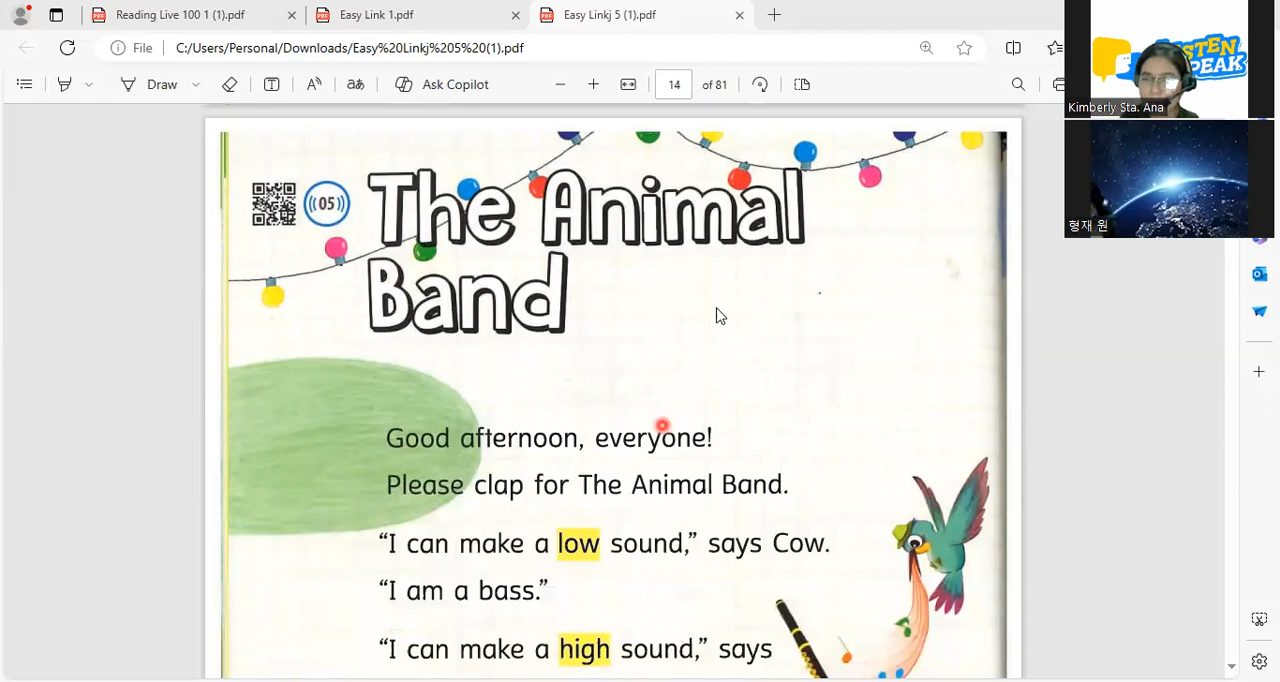 Reading Live 100 1 (1).pdf
Easy Link 1.pdf
Easy Linkj 5 (1).pdf
File
C:/Users/Personal/Downloads/Easy%20Linkj%205%20(1).pdf
Draw
aあ
Ask Copilot
14
of 81
PEAK
Kimberly Sta. Ana
형재 원
05
The Animal
Band
Good afternoon, everyone!
Please clap for The Animal Band.
“I can make a low sound,” says Cow.
“I am a bass.”
“I can make a high sound,” says